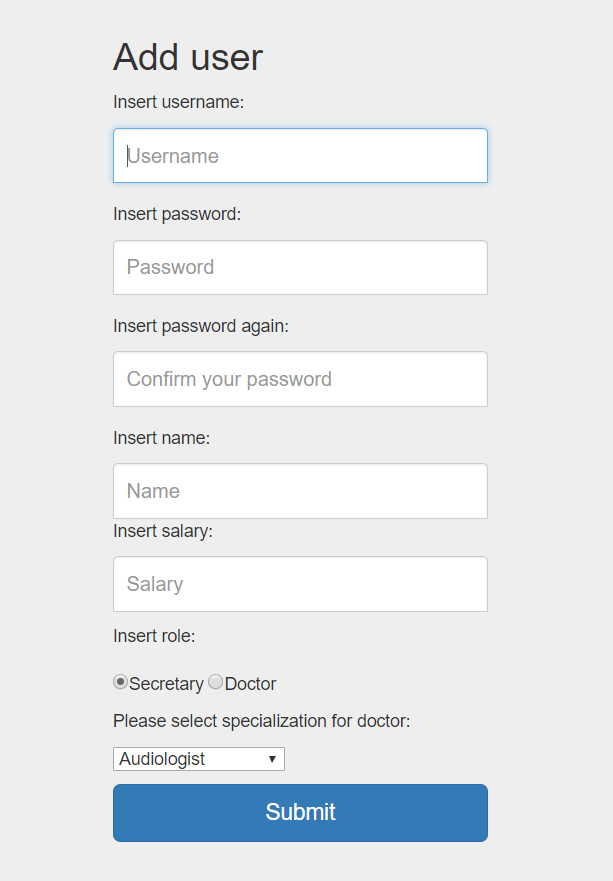 Add user
Insert username:
Username
Insert password:
Password
Insert password again:
Confirm your password
Insert name:
Name
Insert salary:
Salary
Insert role:
Secretary Doctor
Please select specialization for doctor:
Audiologist
Submit